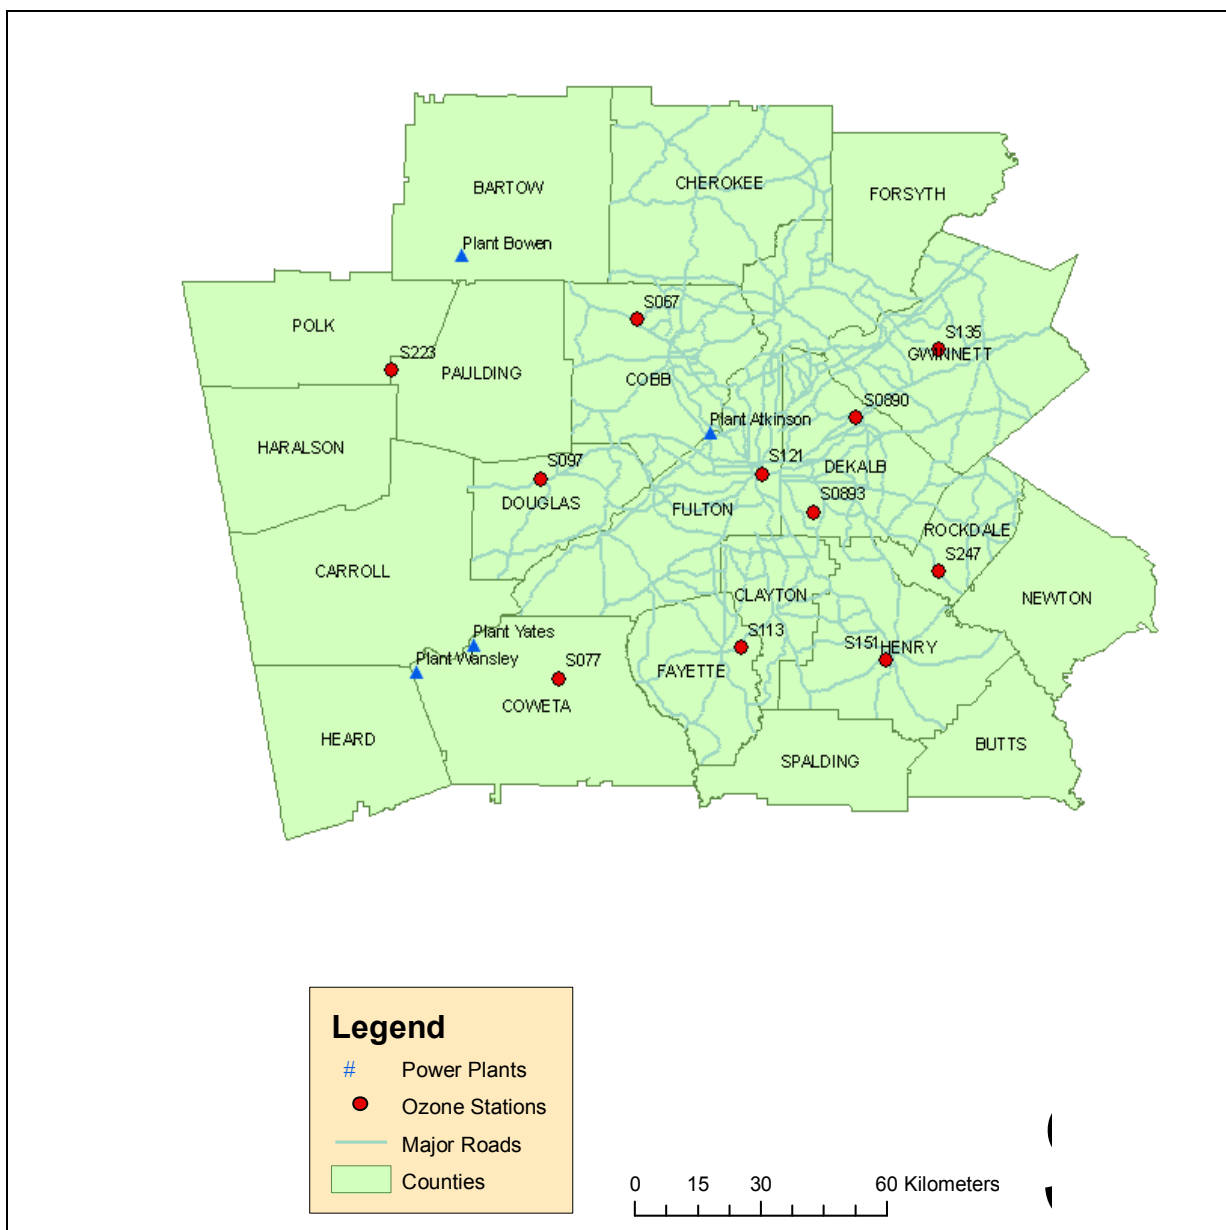 BARTOW
CHEROKEE
FORSYTH
Plant Bowen
S067
POLK
S135
GWINNETT
S223
PAULDING
COBB
S0890
Plant Atkinson
HARALSON
S097
S121
DEKALB
DOUGLAS
S0893
FULTON
ROCKDALE
S247
CARROLL
CLAYTON
NEWTON
Plant Yates
S113
S151
HENRY
Plant Wansley
S077
FAYETTE
COWETA
HEARD
BUTTS
SPALDING
Legend
# Power Plants
Ozone Stations
Major Roads
Counties
0 15 30 60 Kilometers